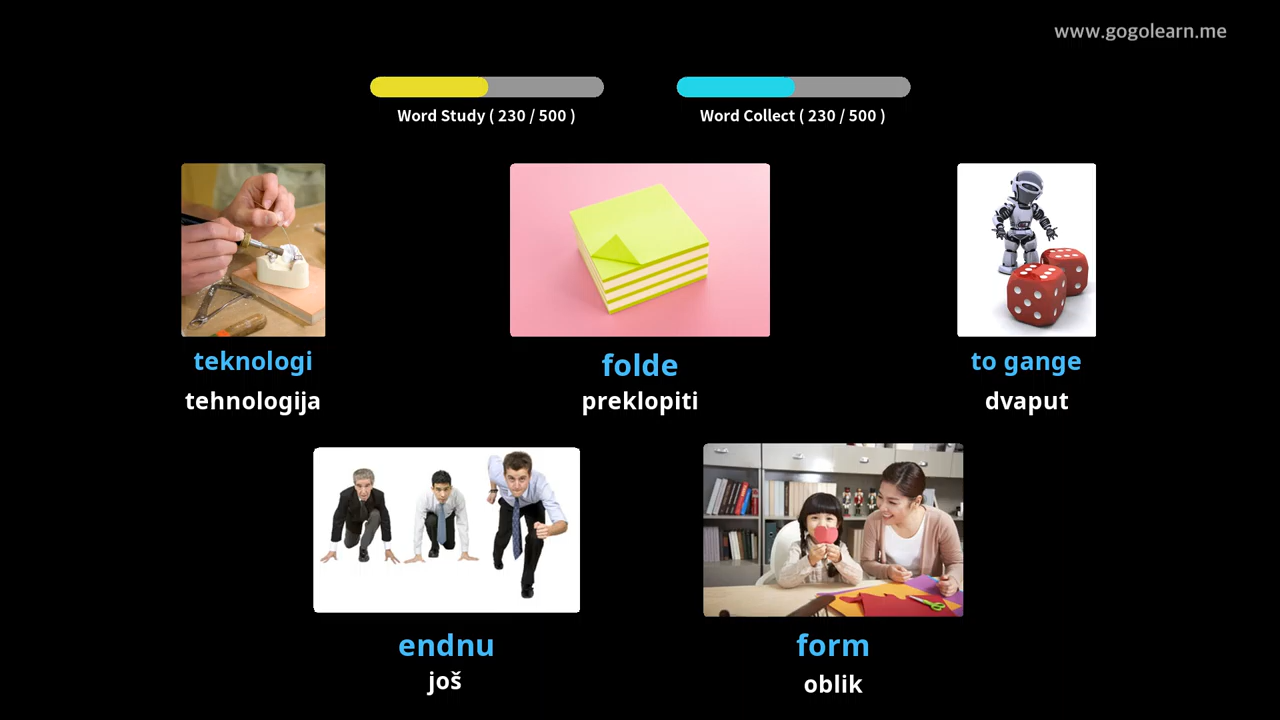 www.gogolearn.me
Word Study ( 230 / 500 )
Word Collect ( 230 / 500 )
teknologi
tehnologija
folde
preklopiti
to gange
dvaput
endnu
još
form
oblik